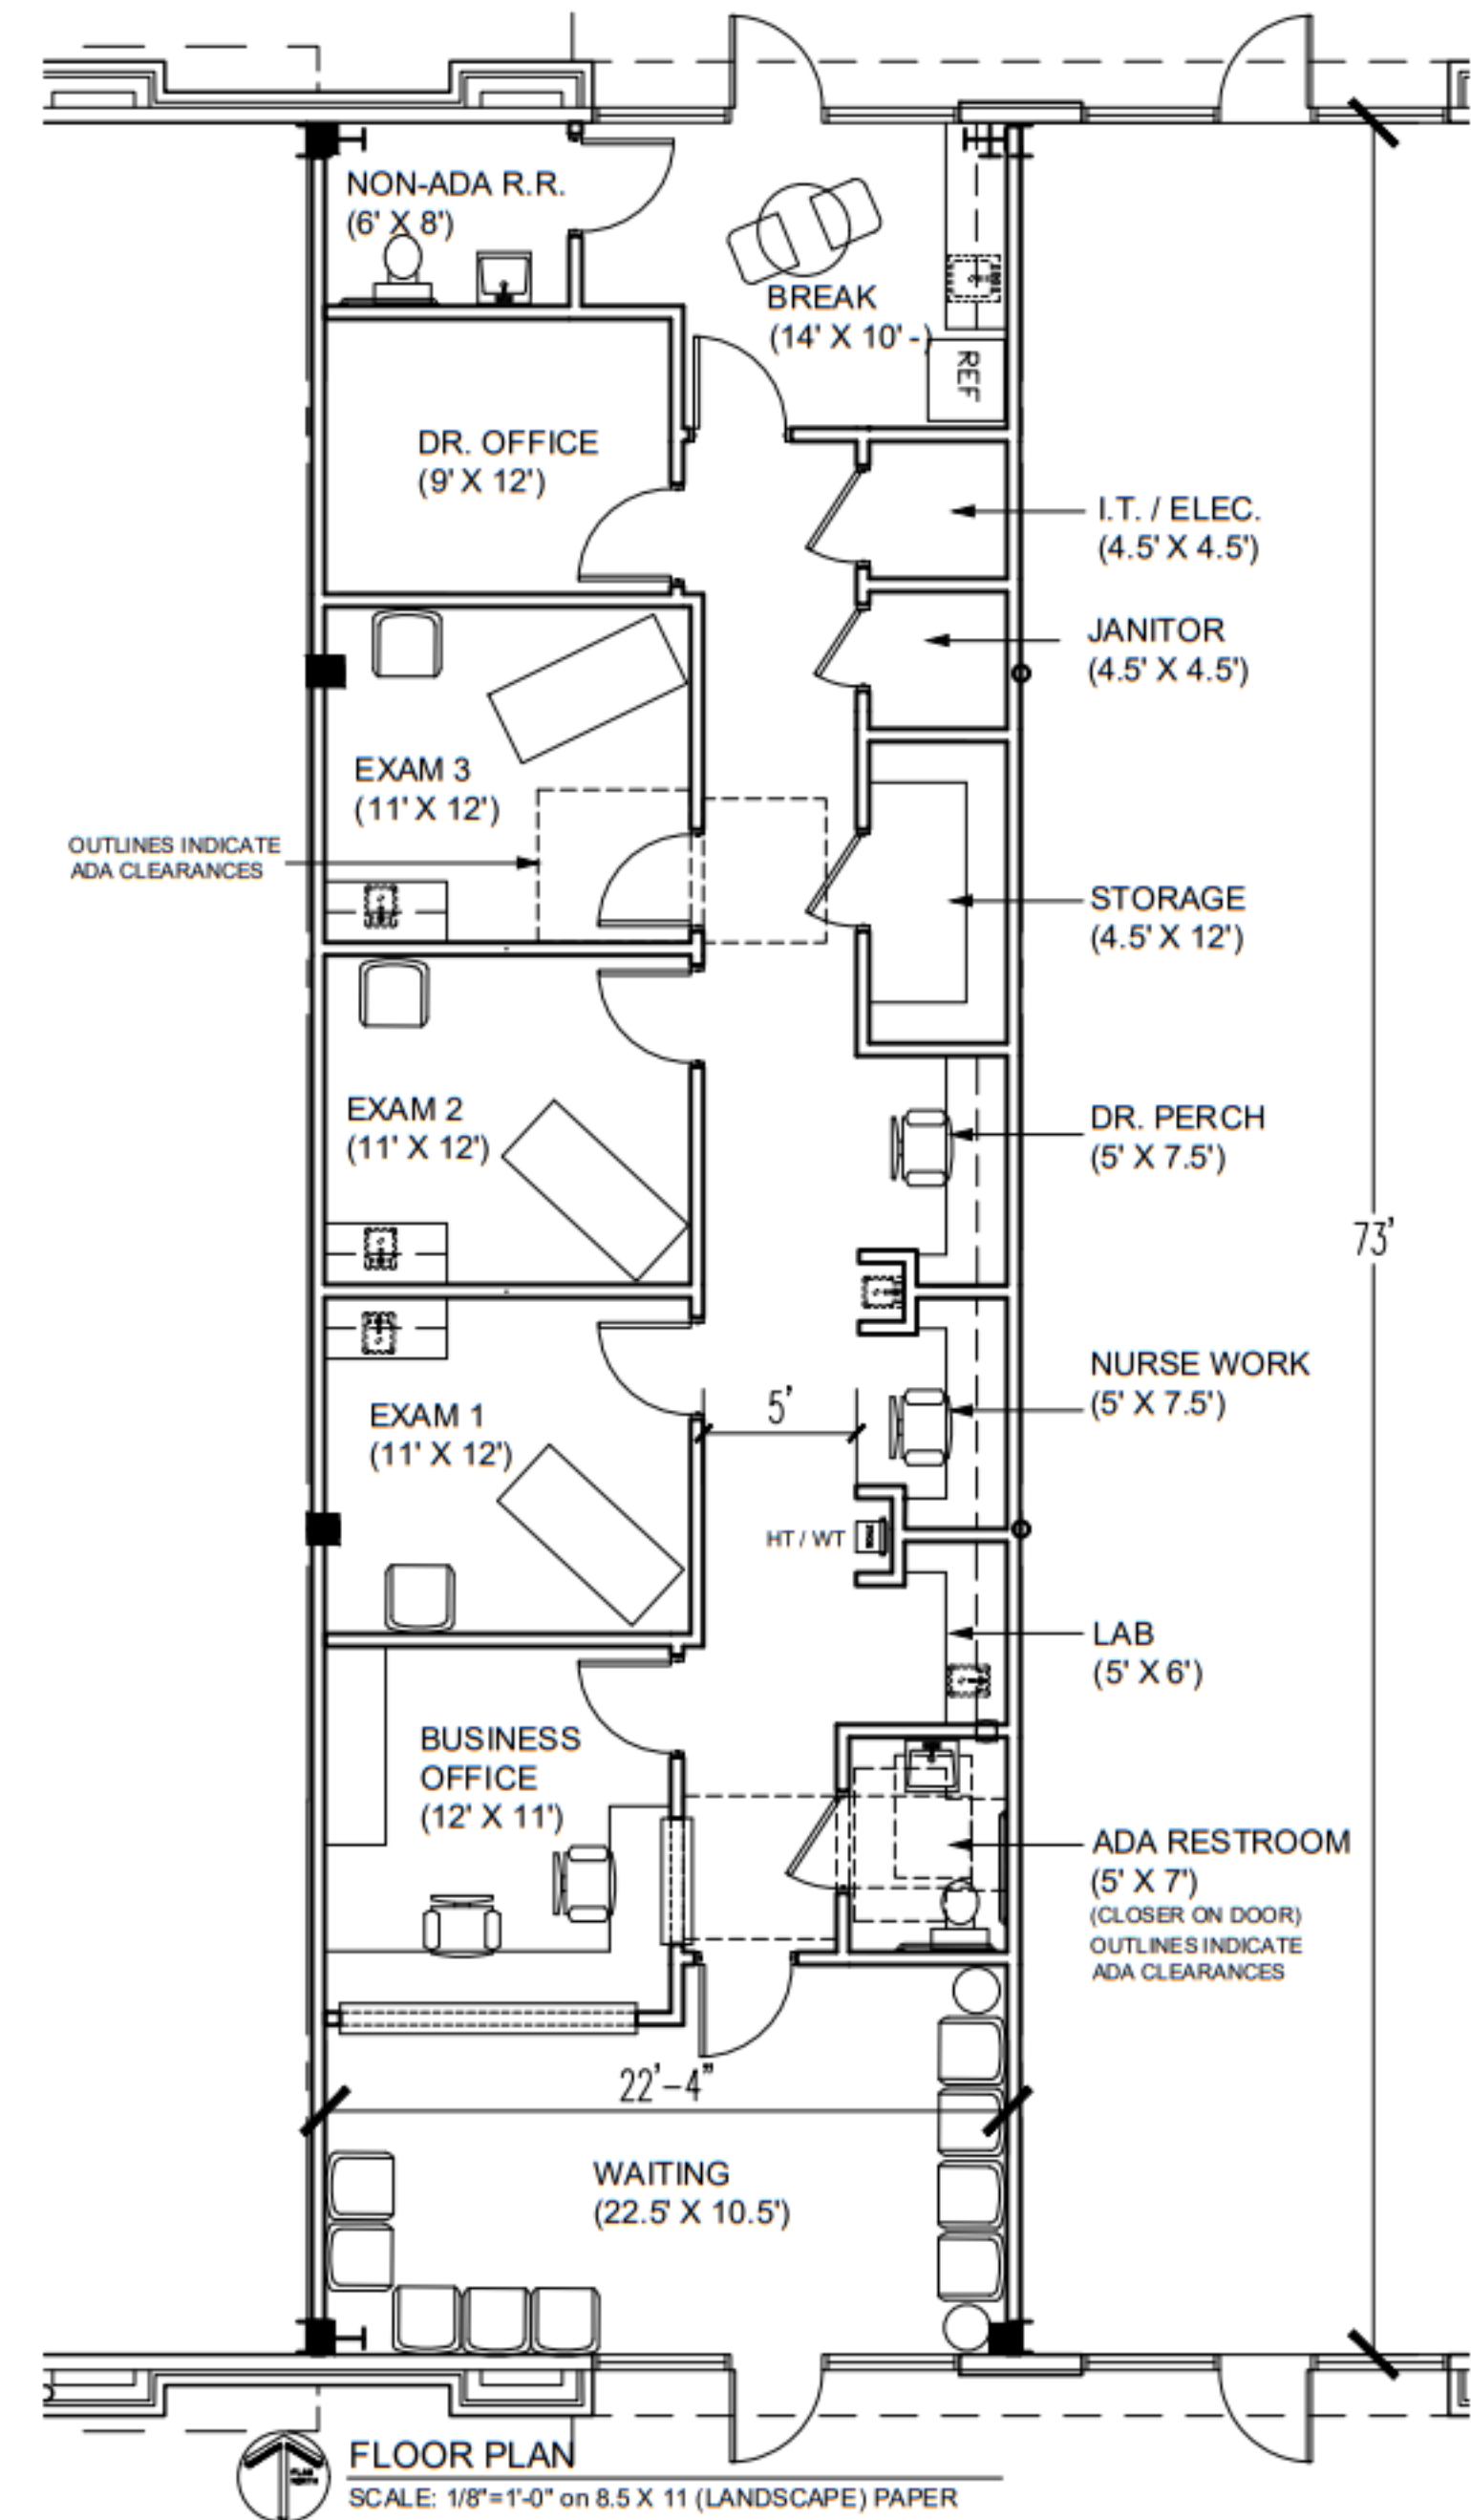 NON-ADA R.R.
(6' X 8')
BREAK
(14' X 10' -)
REF
DR. OFFICE
(9' X 12')
I.T. / ELEC.
(4.5' X 4.5')
JANITOR
(4.5' X 4.5')
EXAM 3
(11' X 12')
OUTLINES INDICATE
ADA CLEARANCES
STORAGE
(4.5' X 12')
EXAM 2
(11' X 12')
DR. PERCH
(5' X 7.5')
73'
NURSE WORK
(5' X 7.5')
5'
EXAM 1
(11' X 12')
HT / WT
LAB
(5' X 6')
BUSINESS
OFFICE
(12' X 11')
ADA RESTROOM
(5' X 7')
(CLOSER ON DOOR)
OUTLINES INDICATE
ADA CLEARANCES
22'-4"
WAITING
(22.5' X 10.5')
PLAN
NORTH
FLOOR PLAN
SCALE: 1/8"=1'-0" on 8.5 X 11 (LANDSCAPE) PAPER